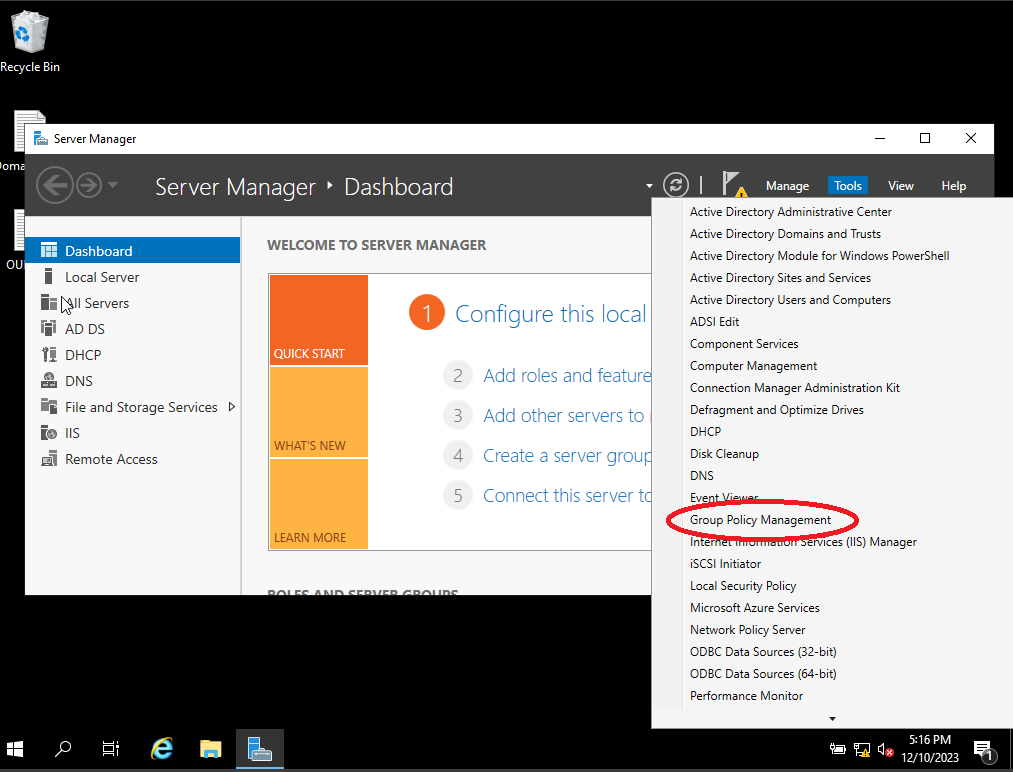 Recycle Bin
Server Manager
Server Manager
Dashboard
Manage
Tools
View
Help
Dashboard
Local Server
All Servers
AD DS
DHCP
DNS
File and Storage Services
IIS
Remote Access
WELCOME TO SERVER MANAGER
QUICK START
WHAT'S NEW
LEARN MORE
1 Configure this local
2 Add roles and feature
3 Add other servers to
4 Create a server group
5 Connect this server to
ROLES AND SERVER GROUPS
Active Directory Administrative Center
Active Directory Domains and Trusts
Active Directory Module for Windows PowerShell
Active Directory Sites and Services
Active Directory Users and Computers
ADSI Edit
Component Services
Computer Management
Connection Manager Administration Kit
Defragment and Optimize Drives
DHCP
Disk Cleanup
DNS
Event Viewer
Group Policy Management
Internet Information Services (IIS) Manager
iSCSI Initiator
Local Security Policy
Microsoft Azure Services
Network Policy Server
ODBC Data Sources (32-bit)
ODBC Data Sources (64-bit)
Performance Monitor
5:16 PM
12/10/2023
1